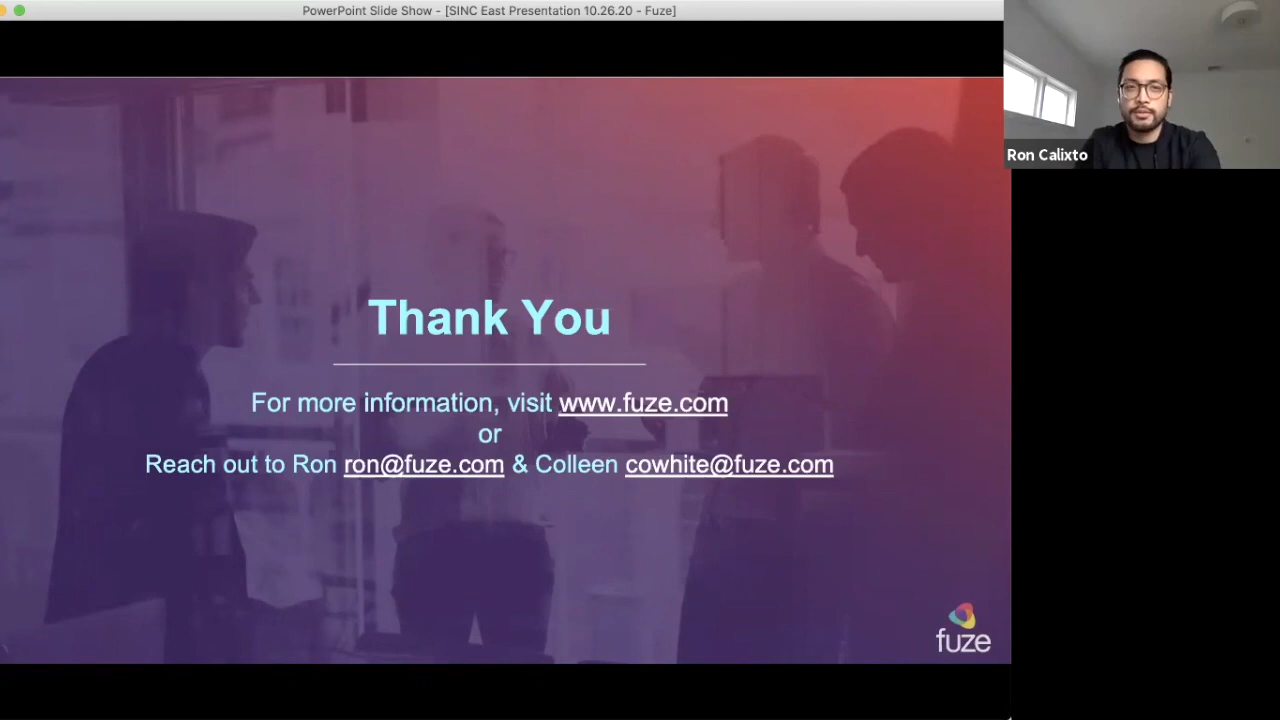 PowerPoint Slide Show - [SINC East Presentation 10.26.20 - Fuze]
Ron Calixto
Thank You
For more information, visit www.fuze.com
or
Reach out to Ron ron@fuze.com & Colleen cowhite@fuze.com
fuze